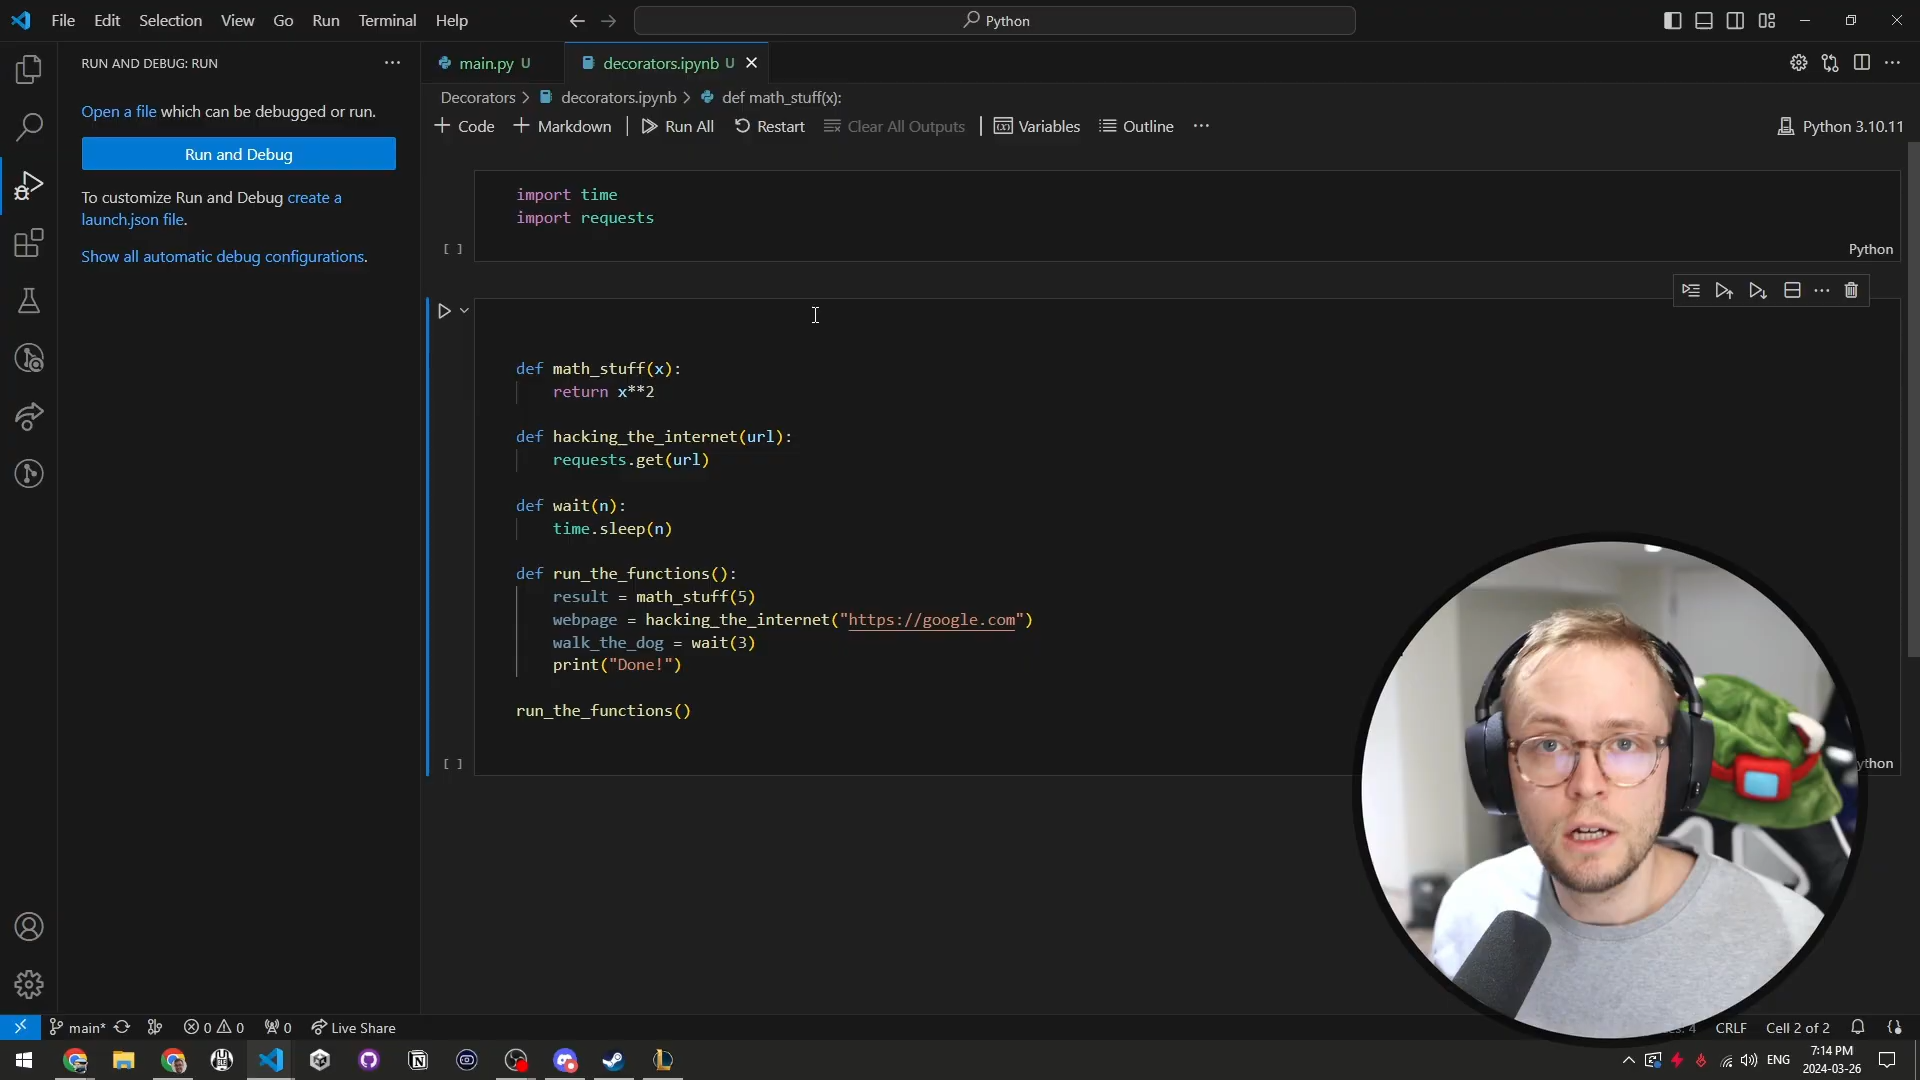 File Edit Selection View Go Run Terminal Help
Python
RUN AND DEBUG: RUN
Open a file which can be debugged or run.
Run and Debug
To customize Run and Debug create a
launch.json file.
Show all automatic debug configurations.
main.py U
decorators.ipynb U
Decorators > decorators.ipynb > def math_stuff(x):
+ Code + Markdown | Run All Restart Clear All Outputs | Variables Outline ...
Python 3.10.11
import time
import requests
[ ]
Python
def math_stuff(x):
    return x**2
def hacking_the_internet(url):
    requests.get(url)
def wait(n):
    time.sleep(n)
def run_the_functions():
    result = math_stuff(5)
    webpage = hacking_the_internet("https://google.com")
    walk_the_dog = wait(3)
    print("Done!")
run_the_functions()
[ ]
ython
main* 0 0 0 Live Share
: 4 CRLF Cell 2 of 2
ENG
7:14 PM
2024-03-26